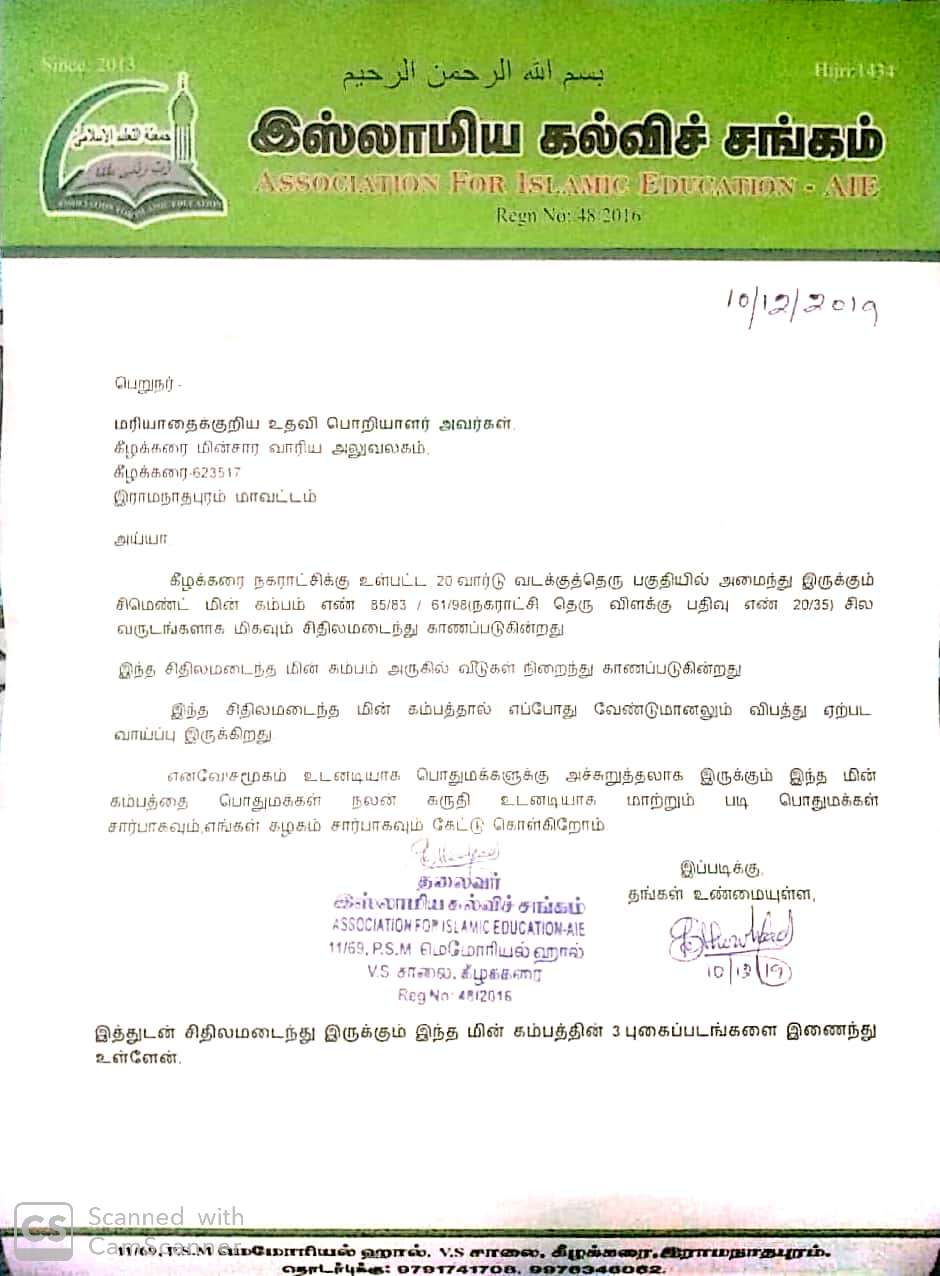 Since: 2013
Hijri:1434
بسم الله الرحمن الرحيم
இஸ்லாமிய கல்விச் சங்கம்
ASSOCIATION FOR ISLAMIC EDUCATION - AIE
Regn No: 48/2016
ASSOCIATION FOR ISLAMIC EDUCATION
10/12/2019
பெறுநர் -
மரியாதைக்குறிய உதவி பொறியாளர் அவர்கள்,
கீழக்கரை மின்சார வாரிய அலுவலகம்,
கீழக்கரை-623517
இராமநாதபுரம் மாவட்டம்
அய்யா,
கீழக்கரை நகராட்சிக்கு உள்பட்ட 20 வார்டு வடக்குத்தெரு பகுதியில் அமைந்து இருக்கும்
சிமெண்ட் மின் கம்பம் எண் 85/83 / 61/98(நகராட்சி தெரு விளக்கு பதிவு எண் 20/35) சில
வருடங்களாக மிகவும் சிதிலமடைந்து காணப்படுகின்றது
இந்த சிதிலமடைந்த மின் கம்பம் அருகில் வீடுகள் நிறைந்து காணப்படுகின்றது
இந்த சிதிலமடைந்த மின் கம்பத்தால் எப்போது வேண்டுமானலும் விபத்து ஏற்பட
வாய்ப்பு இருக்கிறது
எனவே சமூகம் உடனடியாக பொதுமக்களுக்கு அச்சுறுத்தலாக இருக்கும் இந்த மின்
கம்பத்தை பொதுமக்கள் நலன் கருதி உடனடியாக மாற்றும் படி பொதுமக்கள்
சார்பாகவும்,எங்கள் கழகம் சார்பாகவும் கேட்டு கொள்கிறோம்
இப்படிக்கு,
தங்கள் உண்மையுள்ள,
தலைவர்
இஸ்லாமிய கல்விச் சங்கம்
ASSOCIATION FOR ISLAMIC EDUCATION-AIE
11/69, P.S.M மெமோரியல் ஹால்
V.S சாலை, கீழக்கரை
Reg No: 48/2016
இத்துடன் சிதிலமடைந்து இருக்கும் இந்த மின் கம்பத்தின் 3 புகைப்படங்களை இணைந்து
உள்ளேன்.
CS Scanned with
CamScanner
11/69, P.S.M மெமோரியல் ஹால், V.S சாலை, கீழக்கரை,இராமநாதபுரம்.
தொடர்புக்கு: 9791741708,